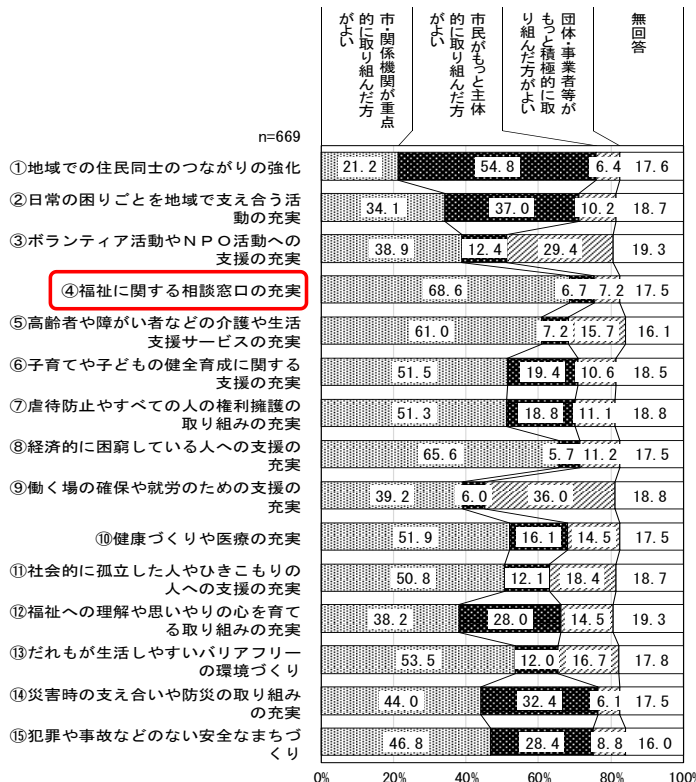 市・関係機関が重点
的に取り組んだ方
がよい
市民がもっと主体
的に取り組んだ方
がよい
団体・事業者等が
もっと積極的に取
り組んだ方がよい
無回答
n=669
①地域での住民同士のつながりの強化 21.2 54.8 6.4 17.6
②日常の困りごとを地域で支え合う活
動の充実 34.1 37.0 10.2 18.7
③ボランティア活動やＮＰＯ活動への
支援の充実 38.9 12.4 29.4 19.3
④福祉に関する相談窓口の充実 68.6 6.7 7.2 17.5
⑤高齢者や障がい者などの介護や生活
支援サービスの充実 61.0 7.2 15.7 16.1
⑥子育てや子どもの健全育成に関する
支援の充実 51.5 19.4 10.6 18.5
⑦虐待防止やすべての人の権利擁護の
取り組みの充実 51.3 18.8 11.1 18.8
⑧経済的に困窮している人への支援の
充実 65.6 5.7 11.2 17.5
⑨働く場の確保や就労のための支援の
充実 39.2 6.0 36.0 18.8
⑩健康づくりや医療の充実 51.9 16.1 14.5 17.5
⑪社会的に孤立した人やひきこもりの
人への支援の充実 50.8 12.1 18.4 18.7
⑫福祉への理解や思いやりの心を育て
る取り組みの充実 38.2 28.0 14.5 19.3
⑬だれもが生活しやすいバリアフリー
の環境づくり 53.5 12.0 16.7 17.8
⑭災害時の支え合いや防災の取り組み
の充実 44.0 32.4 6.1 17.5
⑮犯罪や事故などのない安全なまちづ
くり 46.8 28.4 8.8 16.0
0% 20% 40% 60% 80% 100%